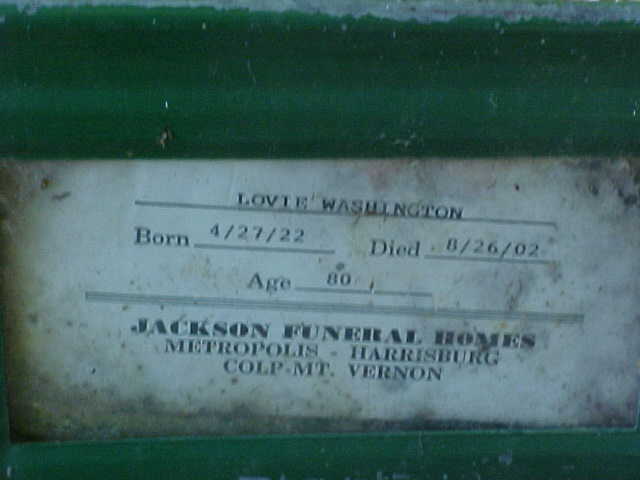 LOVIE WASHINGTON
Born 4/27/22 Died 8/26/02
Age 80
JACKSON FUNERAL HOMES
METROPOLIS - HARRISBURG
COLP-MT. VERNON